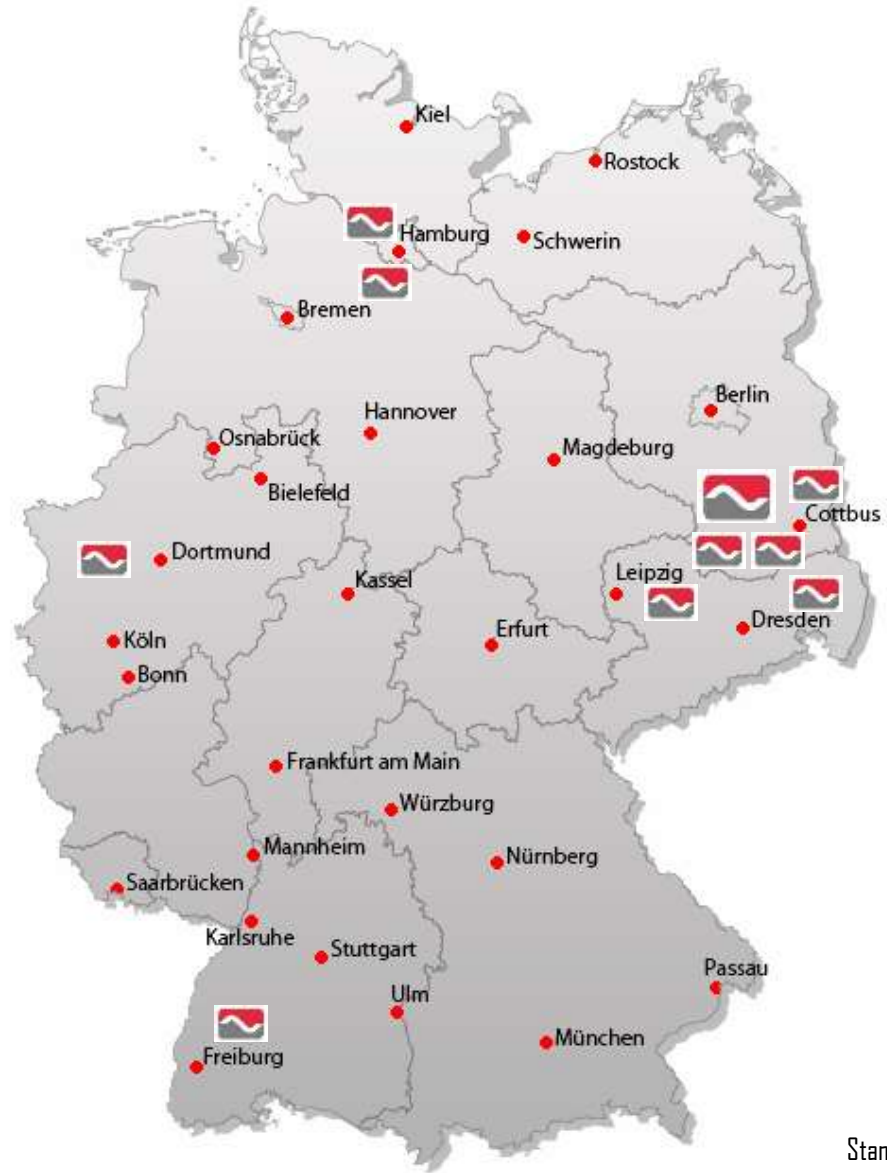 Kiel
Rostock
Hamburg
Schwerin
Bremen
Berlin
Hannover
Osnabrück
Magdeburg
Bielefeld
Cottbus
Dortmund
Leipzig
Kassel
Dresden
Erfurt
Köln
Bonn
Frankfurt am Main
Würzburg
Mannheim
Nürnberg
Saarbrücken
Karlsruhe
Stuttgart
Passau
Ulm
München
Freiburg
Stan